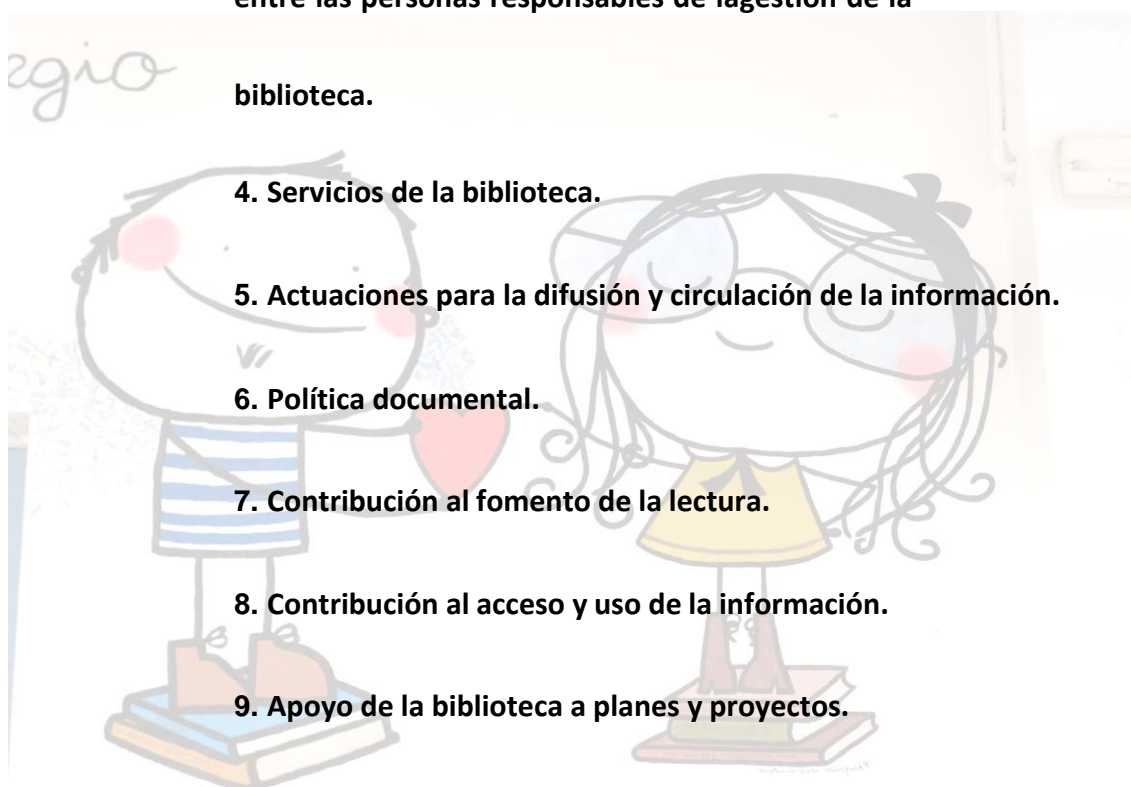 entre las personas responsables de lagestión de la
egio
biblioteca.
4. Servicios de la biblioteca.
5. Actuaciones para la difusión y circulación de la información.
6. Política documental.
7. Contribución al fomento de la lectura.
8. Contribución al acceso y uso de la información.
9. Apoyo de la biblioteca a planes y proyectos.